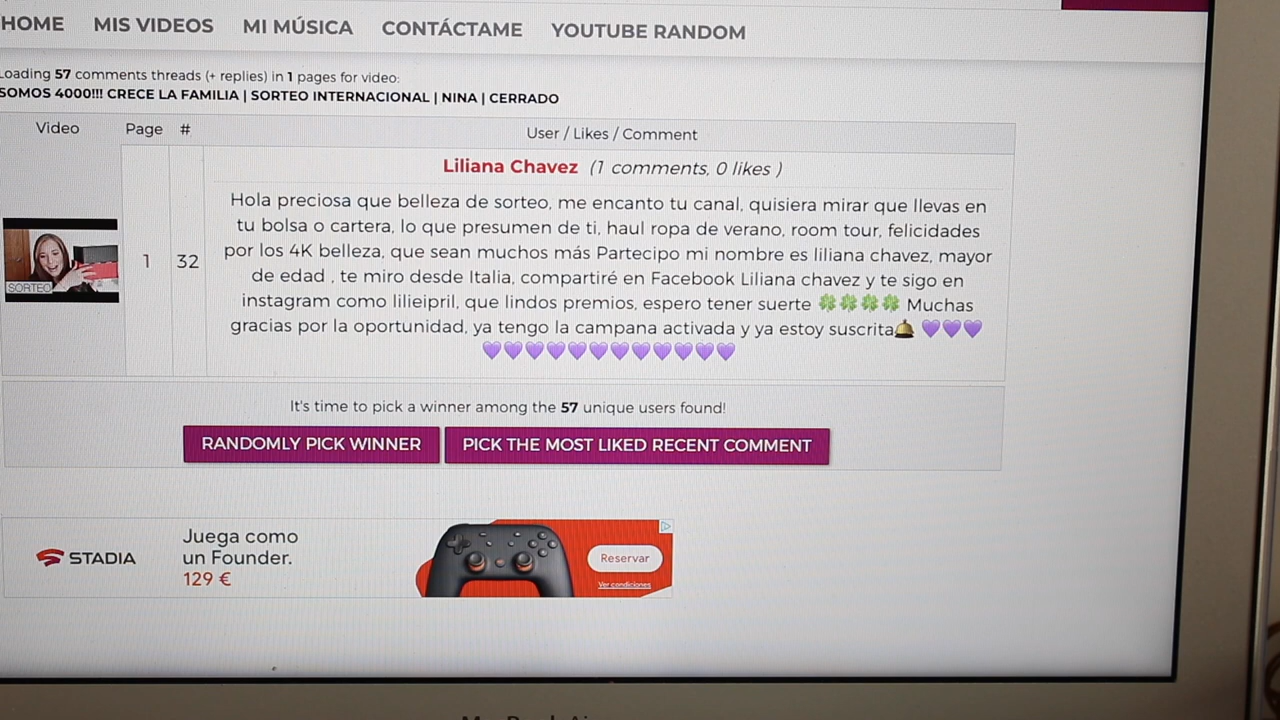 HOME MIS VIDEOS MI MÚSICA CONTÁCTAME YOUTUBE RANDOM
Loading 57 comments threads (+ replies) in 1 pages for video:
SOMOS 4000!!! CRECE LA FAMILIA | SORTEO INTERNACIONAL | NINA | CERRADO
Video Page # User / Likes / Comment
Liliana Chavez (1 comments, 0 likes )
Hola preciosa que belleza de sorteo, me encanto tu canal, quisiera mirar que llevas en
tu bolsa o cartera, lo que presumen de ti, haul ropa de verano, room tour, felicidades
por los 4K belleza, que sean muchos más Partecipo mi nombre es liliana chavez, mayor
de edad , te miro desde Italia, compartiré en Facebook Liliana chavez y te sigo en
instagram como lilieipril, que lindos premios, espero tener suerte 🍀🍀🍀🍀 Muchas
gracias por la oportunidad, ya tengo la campana activada y ya estoy suscrita🛎 💜💜💜
💜💜💜💜💜💜💜💜💜💜💜💜
1 32
SORTEO
It's time to pick a winner among the 57 unique users found!
RANDOMLY PICK WINNER PICK THE MOST LIKED RECENT COMMENT
STADIA
Juega como
un Founder.
129 €
Reservar
Ver condiciones